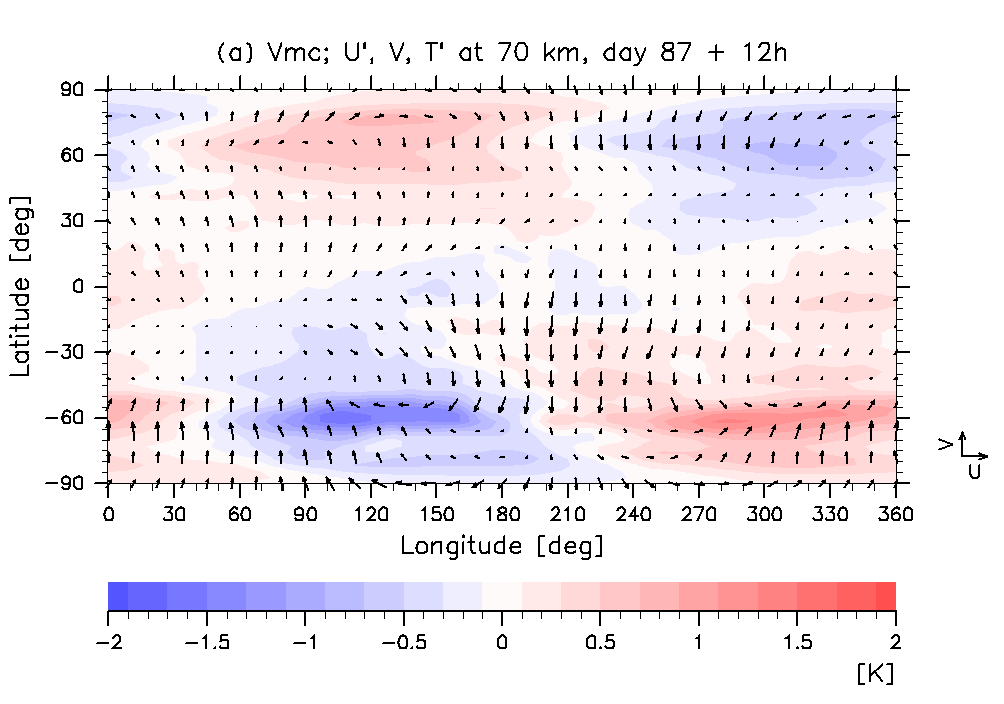 (a) Vmc; U', V, T' at 70 km, day 87 + 12h
90
60
30
0
−30
−60
−90
Latitude [deg]
0 30 60 90 120 150 180 210 240 270 300 330 360
Longitude [deg]
V
U
−2 −1.5 −1 −0.5 0 0.5 1 1.5 2
[K]